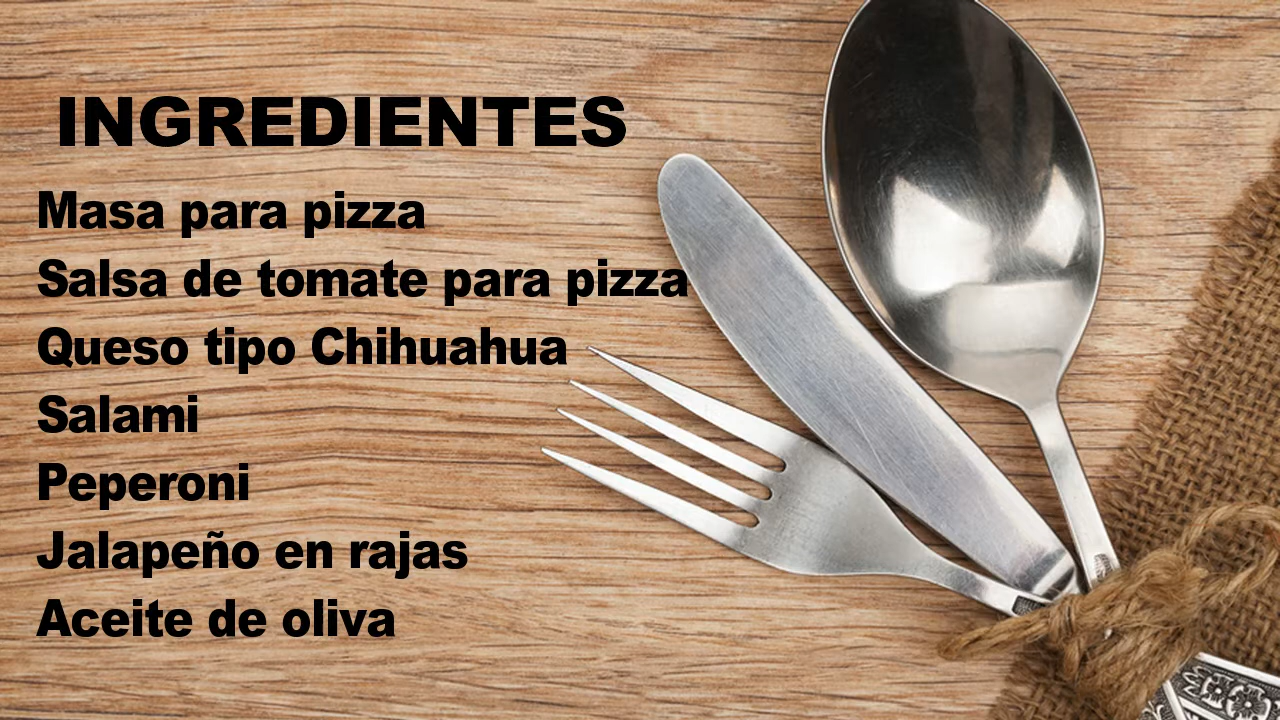 INGREDIENTES
Masa para pizza
Salsa de tomate para pizza
Queso tipo Chihuahua
Salami
Peperoni
Jalapeño en rajas
Aceite de oliva